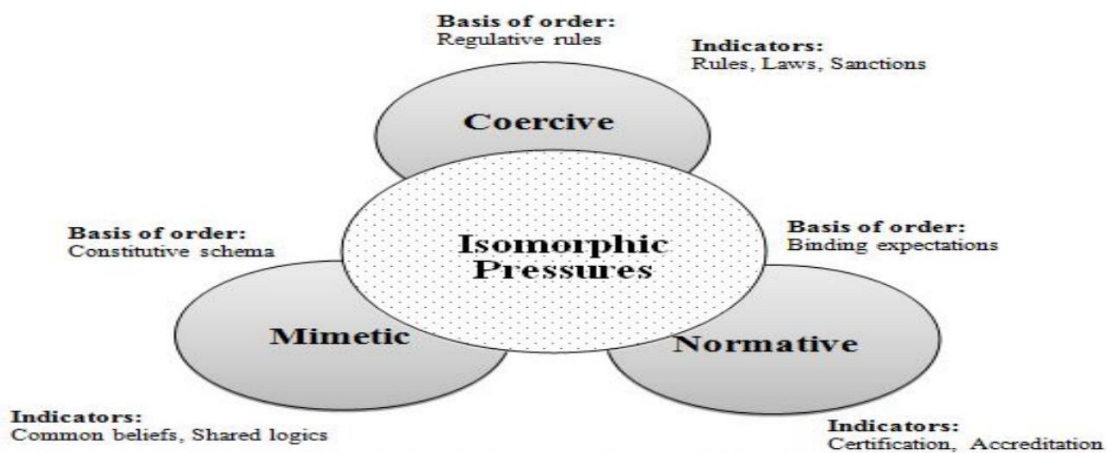 Basis of order:
Regulative rules
Indicators:
Rules, Laws, Sanctions
Coercive
Isomorphic
Pressures
Basis of order:
Constitutive schema
Basis of order:
Binding expectations
Mimetic
Normative
Indicators:
Common beliefs, Shared logics
Indicators:
Certification, Accreditation